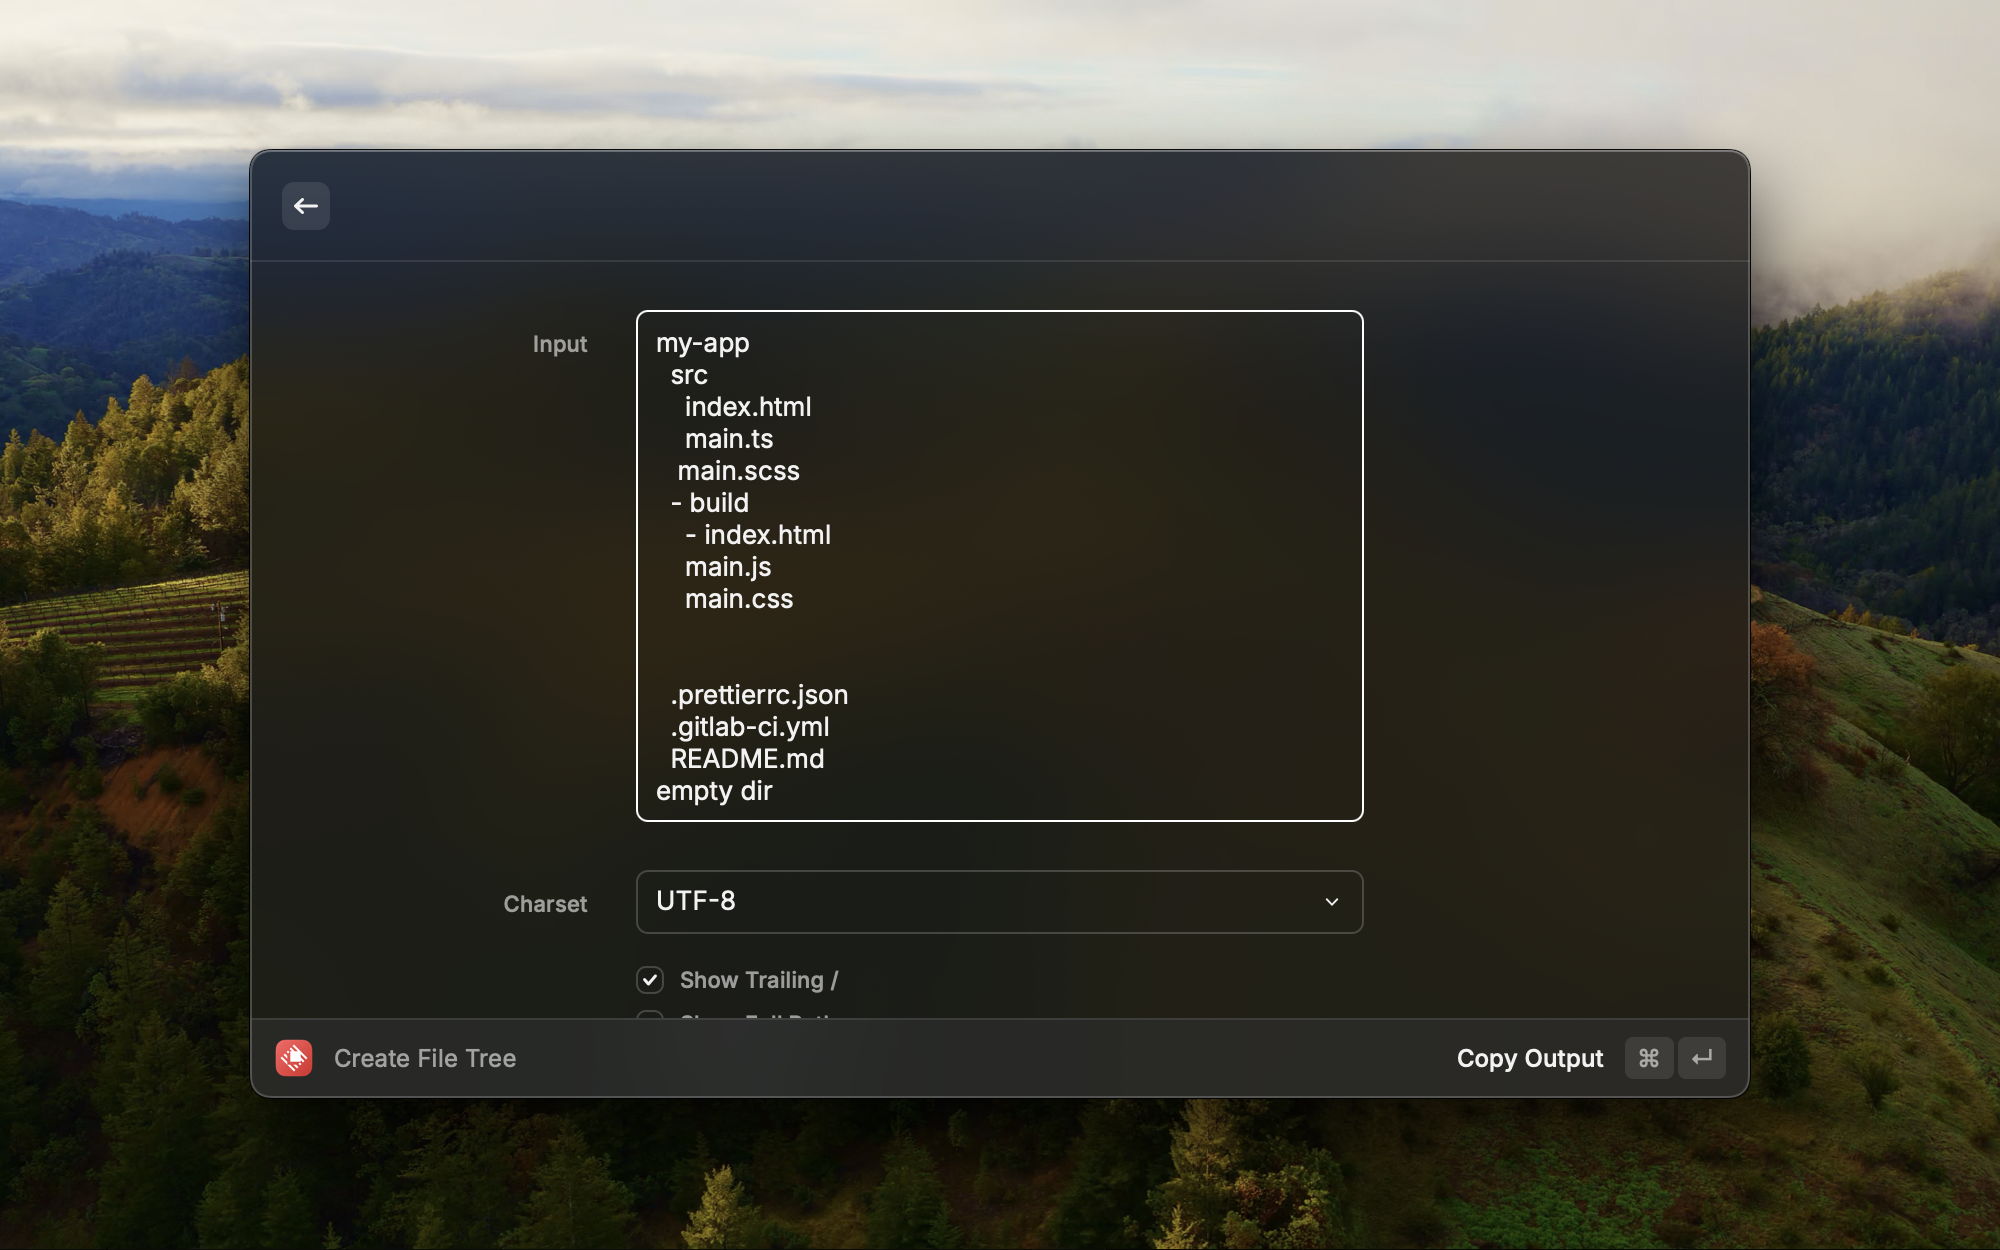 Input
my-app
src
index.html
main.ts
main.scss
- build
- index.html
main.js
main.css
.prettierrc.json
.gitlab-ci.yml
README.md
empty dir
Charset
UTF-8
Show Trailing /
Create File Tree
Copy Output ⌘ ↵